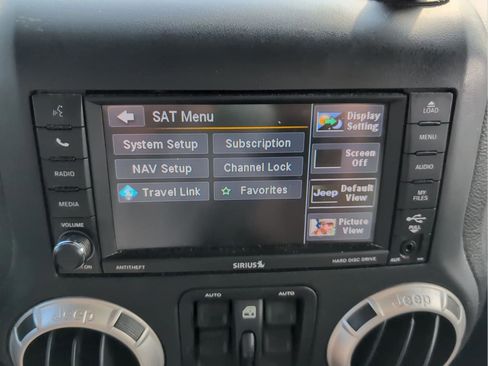 SAT Menu
System Setup
Subscription
NAV Setup
Channel Lock
Travel Link
Favorites
Display Setting
Screen Off
Jeep Default View
Picture View
PHONE
RADIO
MEDIA
VOLUME
ON
ANTITHEFT
SIRIUS
HARD DISC DRIVE
LOAD
MENU
AUDIO
MY FILES
PULL
AUX
AUTO
AUTO
Jeep
Jeep